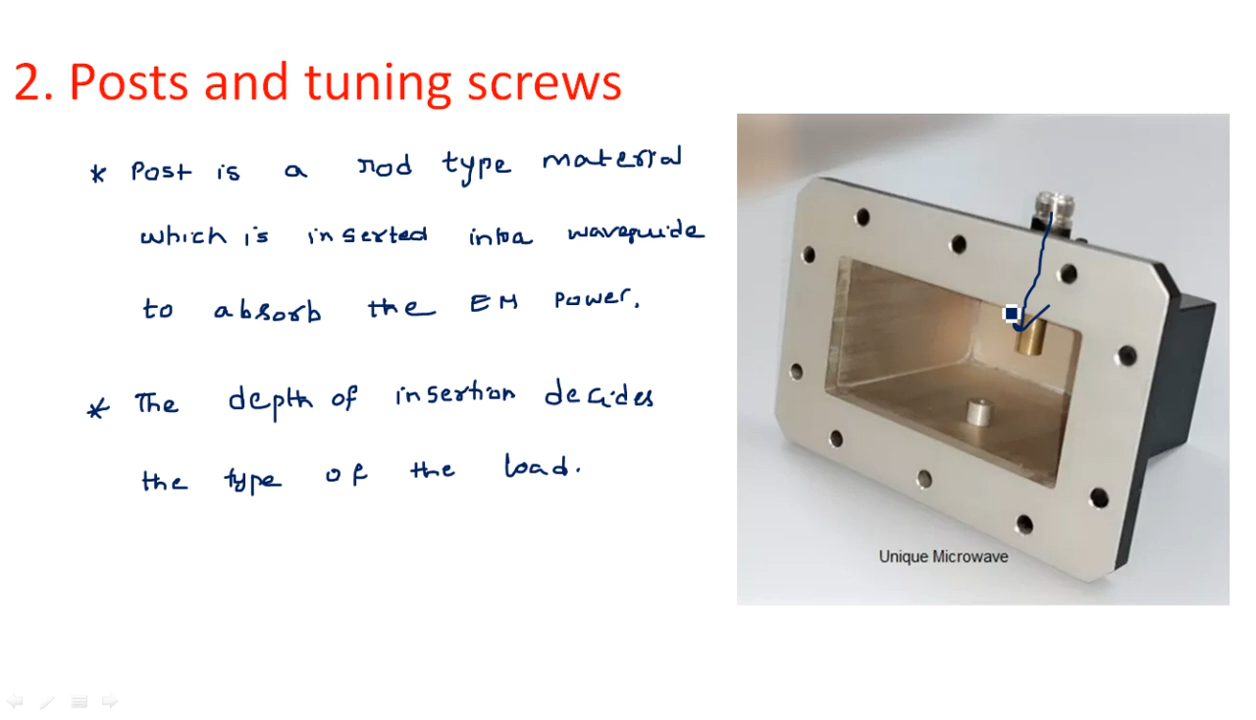 2. Posts and tuning screws
* Post is a rod type material
which is inserted into a waveguide
to absorb the EM Power.
* The depth of insertion decides
the type of the load.
Unique Microwave